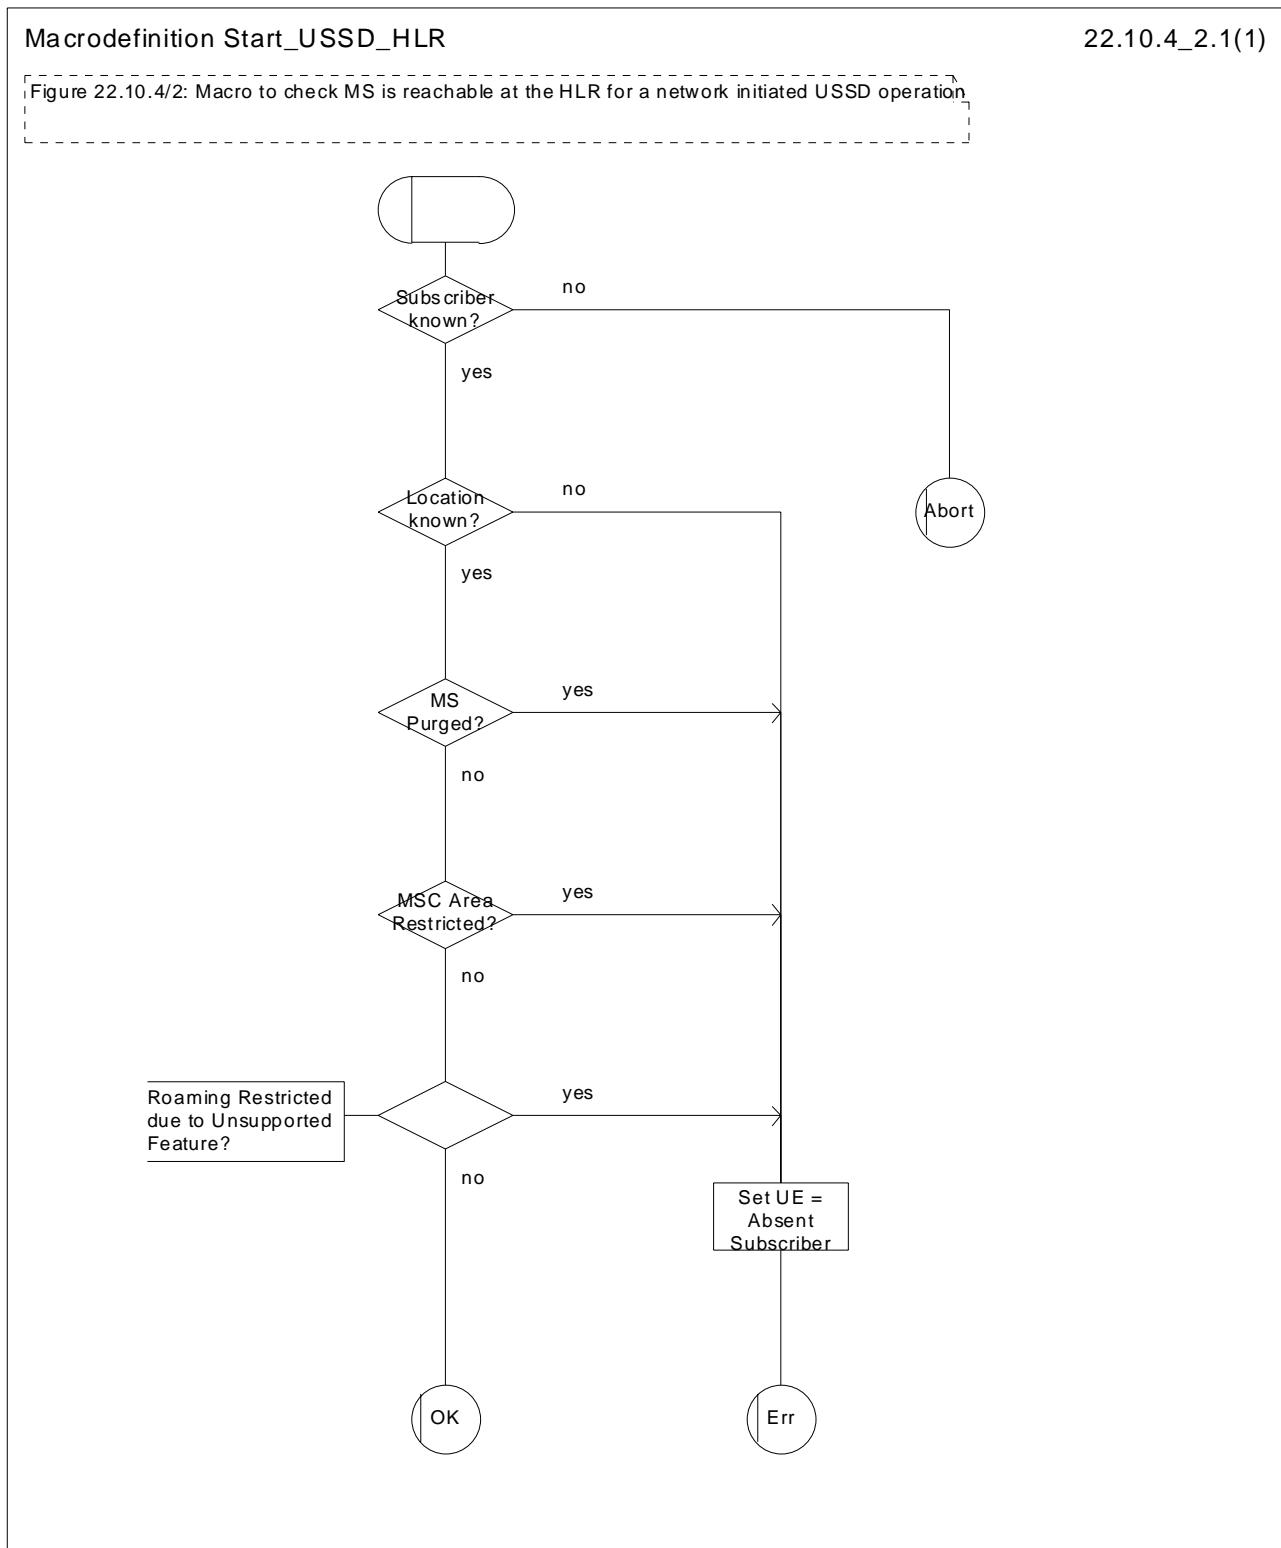 Macrodefinition Start_USSD_HLR
22.10.4_2.1(1)
Figure 22.10.4/2: Macro to check MS is reachable at the HLR for a network initiated USSD operation
Subscriber
known?
no
yes
Location
known?
no
Abort
yes
MS
Purged?
yes
no
MSC Area
Restricted?
yes
no
Roaming Restricted
due to Unsupported
Feature?
yes
no
Set UE =
Absent
Subscriber
OK
Err